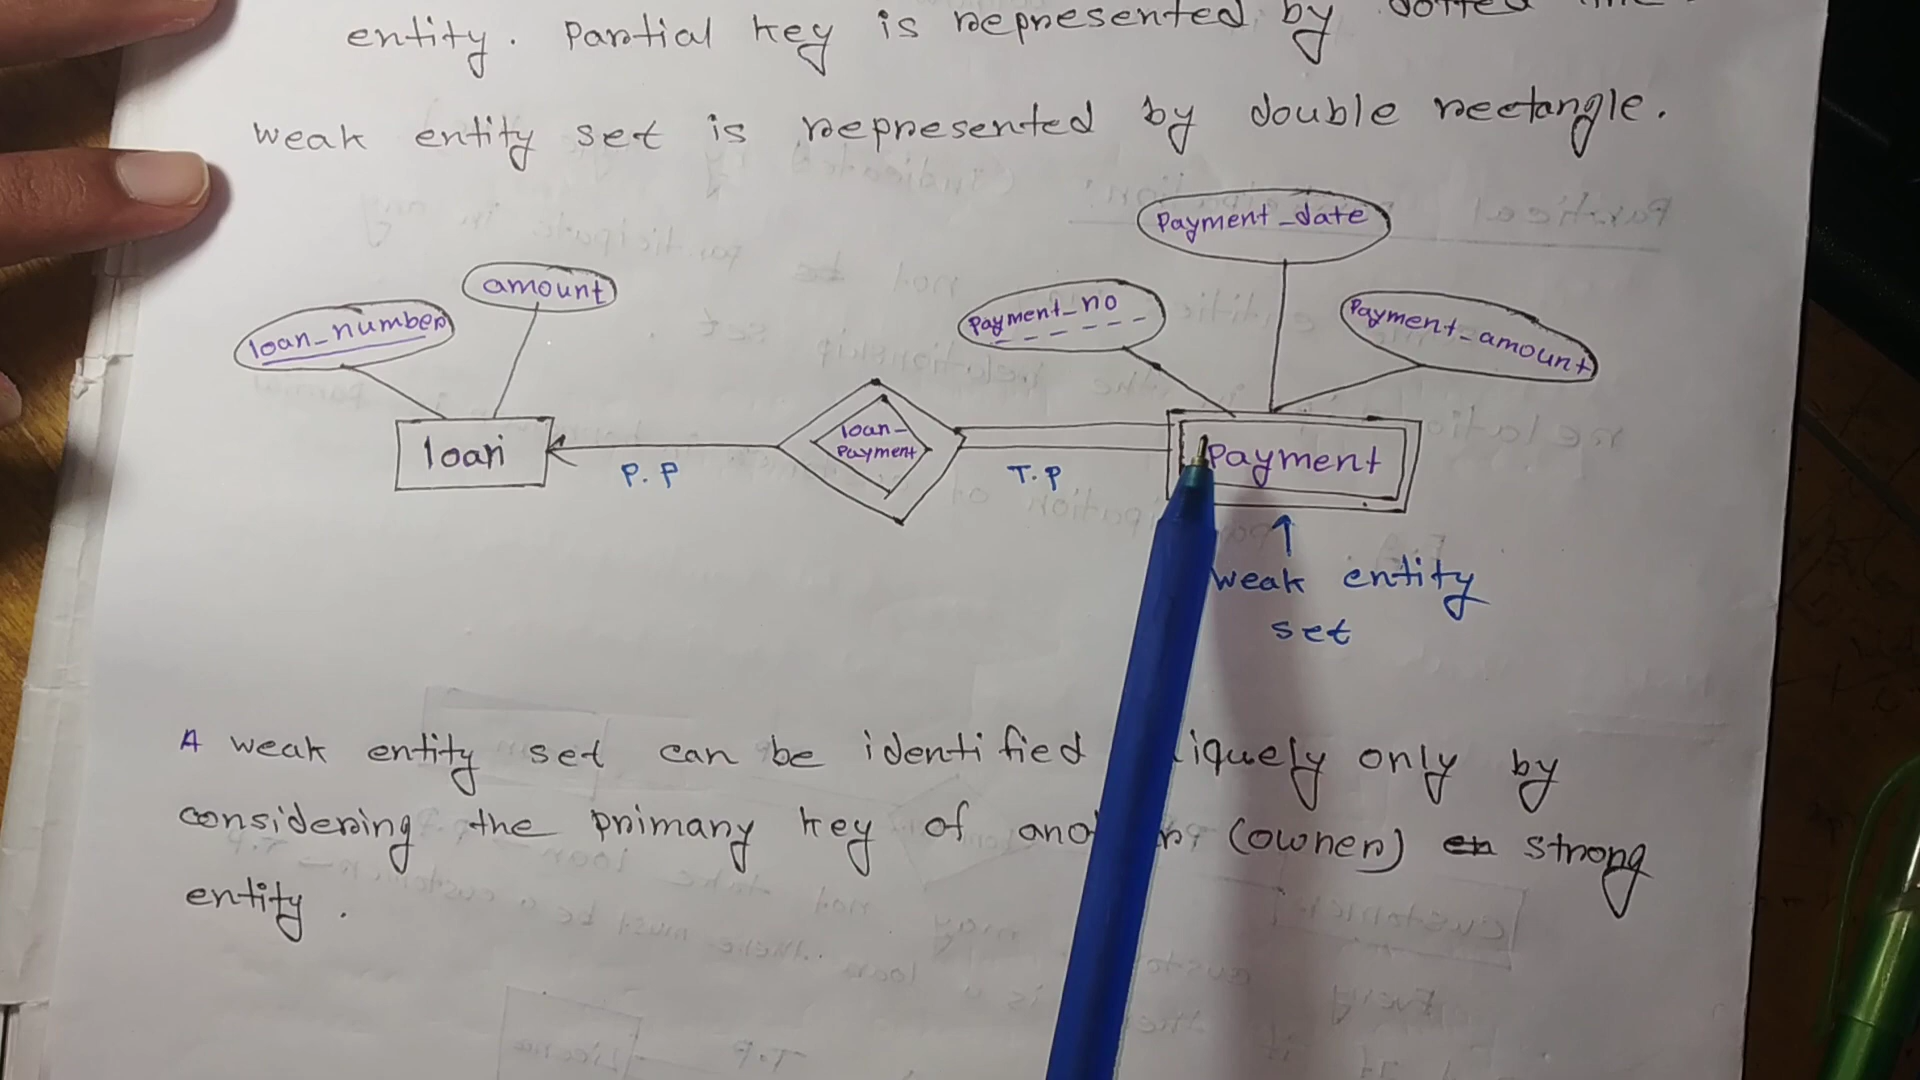 entity. Partial key is represented by dotted
weak entity set is represented by double rectangle.
Payment_date
amount
Payment_no
loan_number
Payment_amount
loan-
Payment
loan
Payment
P.P
T.P
weak entity
set
A weak entity set can be identified only by
considering the primary key of (owner) strong
entity.